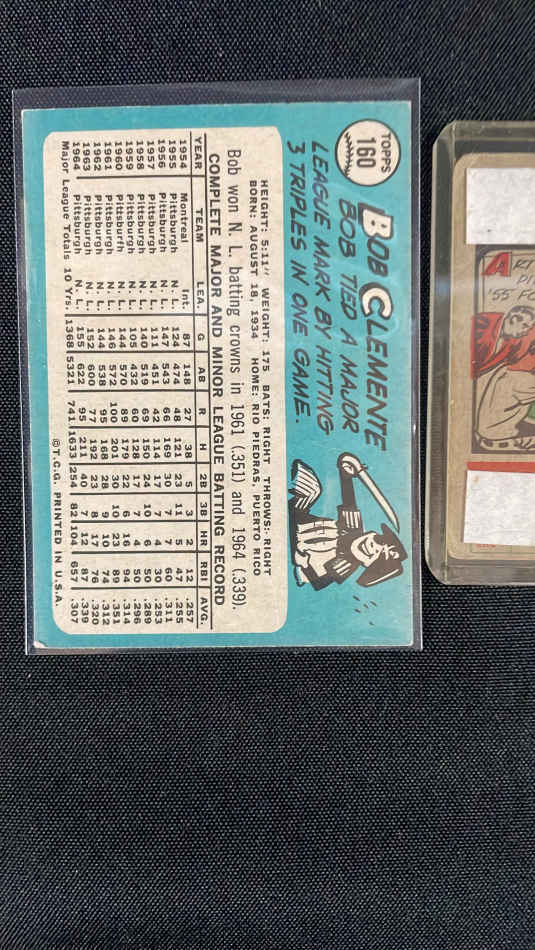 TOPPS
160
BOB CLEMENTE
BOB TIED A MAJOR
LEAGUE MARK BY HITTING
3 TRIPLES IN ONE GAME.
HEIGHT: 5:11" WEIGHT: 175 BATS: RIGHT THROWS: RIGHT
BORN: AUGUST 18, 1934 HOME: RIO PIEDRAS, PUERTO RICO
Bob won N. L. batting crowns in 1961 (.351) and 1964 (.339).
COMPLETE MAJOR AND MINOR LEAGUE BATTING RECORD
YEAR TEAM LEA. G AB R H 2B 3B HR RBI AVG.
1954 Montreal Int. 87 148 27 38 5 3 2 12 .257
1955 Pittsburgh N. L. 124 474 48 121 23 11 5 47 .255
1956 Pittsburgh N. L. 147 543 66 169 30 7 7 .311
1957 Pittsburgh N. L. 111 451 42 114 17 7 4 30 .253
1958 Pittsburgh N. L. 140 519 69 150 24 10 6 50 .289
1959 Pittsburgh N. L. 105 432 60 128 17 7 4 50 .296
1960 Pittsburfh N. L. 144 570 89 179 16 94 .314
1961 Pittsburgh N. L. 146 572 100 201 30 10 23 89 .351
1962 Pittsburgh N. L. 144 538 95 168 28 9 10 74 .312
1963 Pittsburgh N. L. 152 600 77 192 23 8 17 76 .320
1964 Pittsburgh N. L. 155 622 95 211 40 7 12 87 .339
Major League Totals 10 Yrs. 1368 5321 741 1633 254 82 104 657 .307
©T.C.G. PRINTED IN U.S.A.
ART
'55